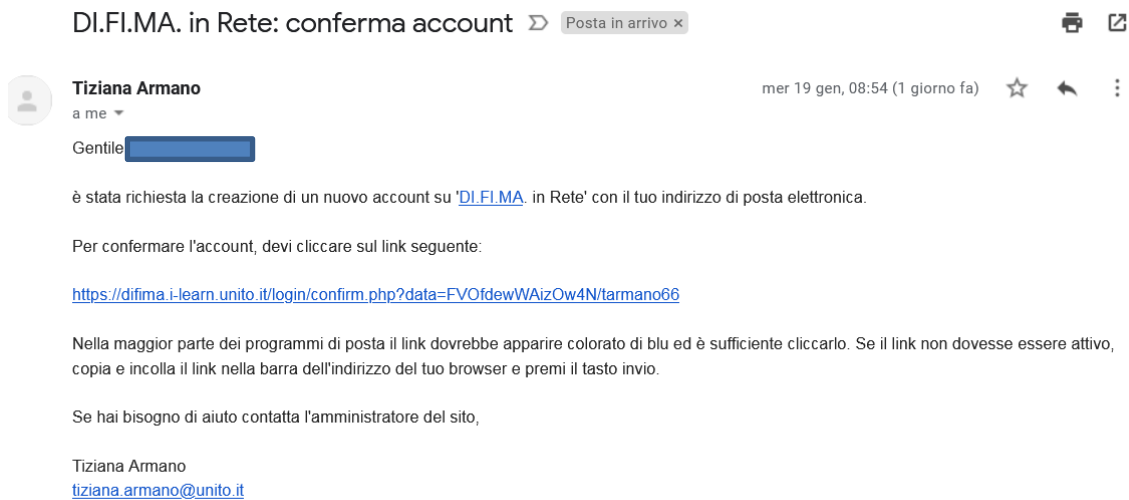 DI.FI.MA. in Rete: conferma account Posta in arrivo ×
Tiziana Armano mer 19 gen, 08:54 (1 giorno fa)
a me
Gentile
è stata richiesta la creazione di un nuovo account su 'DI.FI.MA. in Rete' con il tuo indirizzo di posta elettronica.
Per confermare l'account, devi cliccare sul link seguente:
https://difima.i-learn.unito.it/login/confirm.php?data=FVOfdewWAizOw4N/tarmano66
Nella maggior parte dei programmi di posta il link dovrebbe apparire colorato di blu ed è sufficiente cliccarlo. Se il link non dovesse essere attivo,
copia e incolla il link nella barra dell'indirizzo del tuo browser e premi il tasto invio.
Se hai bisogno di aiuto contatta l'amministratore del sito,
Tiziana Armano
tiziana.armano@unito.it